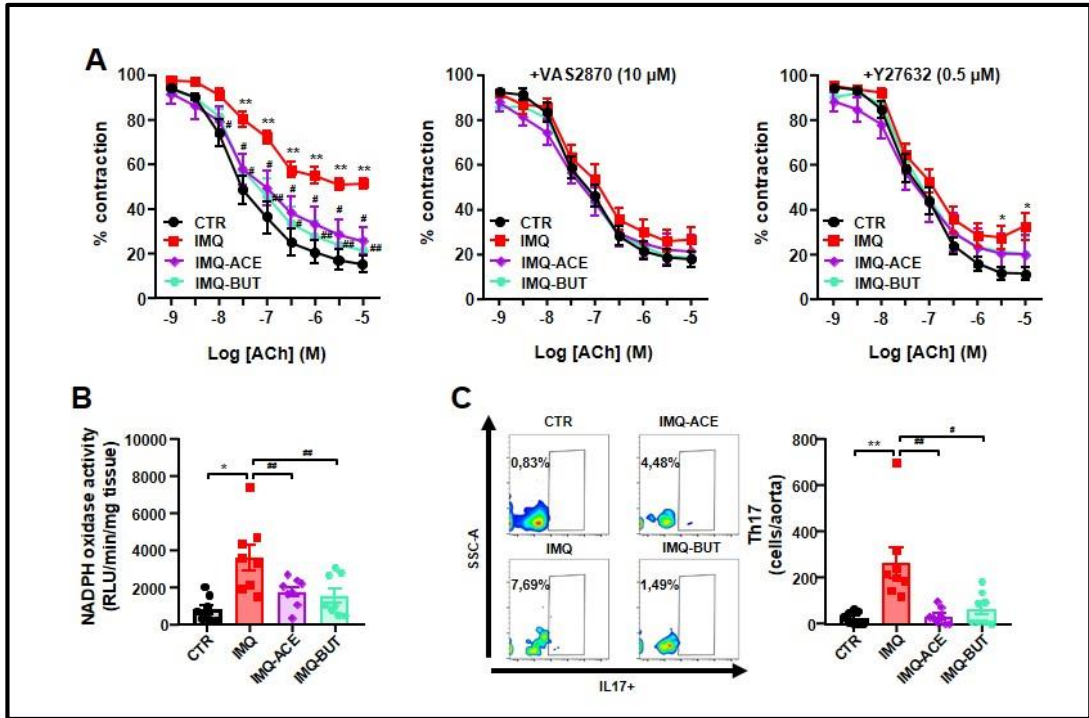 A
+VAS2870 (10 µM)
+Y27632 (0.5 µM)
% contraction
100
80
60
40
20
0
**
**
**
**
**
**
#
#
#
#
#
#
#
#
##
#
##
##
##
CTR
IMQ
IMQ-ACE
IMQ-BUT
-9
-8
-7
-6
-5
Log [ACh] (M)
% contraction
100
80
60
40
20
0
CTR
IMQ
IMQ-ACE
IMQ-BUT
-9
-8
-7
-6
-5
Log [ACh] (M)
% contraction
100
80
60
40
20
0
*
*
CTR
IMQ
IMQ-ACE
IMQ-BUT
-9
-8
-7
-6
-5
Log [ACh] (M)
B
NADPH oxidase activity
(RLU/min/mg tissue)
10000
8000
6000
4000
2000
0
*
##
##
CTR
IMQ
IMQ-ACE
IMQ-BUT
C
CTR
IMQ-ACE
0,83%
4,48%
IMQ
IMQ-BUT
7,69%
1,49%
SSC-A
IL17+
Th17
(cells/aorta)
800
600
400
200
0
**
##
#
CTR
IMQ
IMQ-ACE
IMQ-BUT